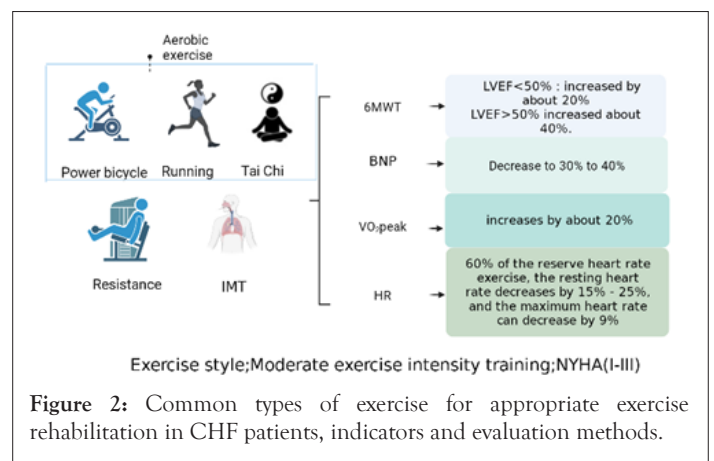 Aerobic
exercise
Power bicycle
Running
Tai Chi
Resistance
IMT
6MWT
LVEF<50% : increased by
about 20%
LVEF>50% increased about
40%.
BNP
Decrease to 30% to 40%
VO₂peak
increases by about 20%
HR
60% of the reserve heart rate
exercise, the resting heart
rate decreases by 15% - 25%,
and the maximum heart rate
can decrease by 9%
Exercise style;Moderate exercise intensity training;NYHA(I-III)
Figure 2: Common types of exercise for appropriate exercise
rehabilitation in CHF patients, indicators and evaluation methods.